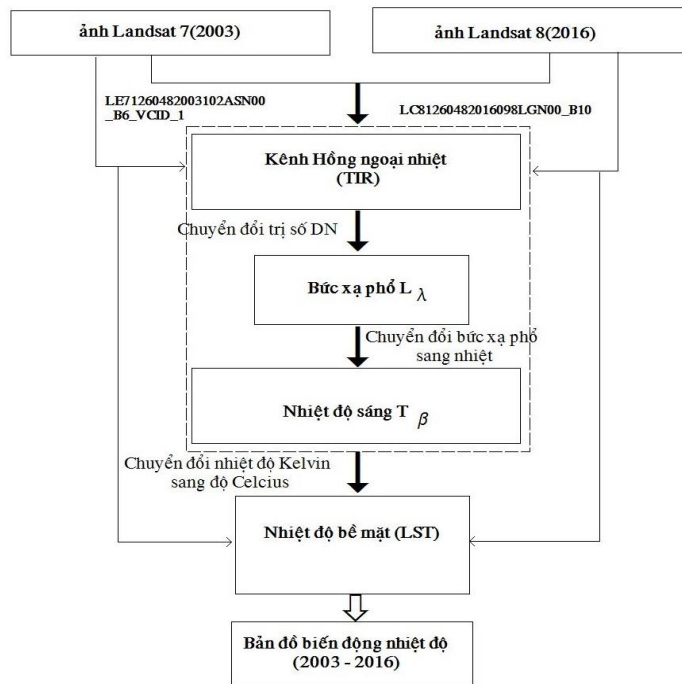 ảnh Landsat 7(2003)
ảnh Landsat 8(2016)
LE71260482003102ASN00
_B6_VCID_1
LC81260482016098LGN00_B10
Kênh Hồng ngoại nhiệt
(TIR)
Chuyển đổi trị số DN
Bức xạ phổ L λ
Chuyển đổi bức xạ phổ
sang nhiệt
Nhiệt độ sáng T β
Chuyển đổi nhiệt độ Kelvin
sang độ Celcius
Nhiệt độ bề mặt (LST)
Bản đồ biến động nhiệt độ
(2003 - 2016)